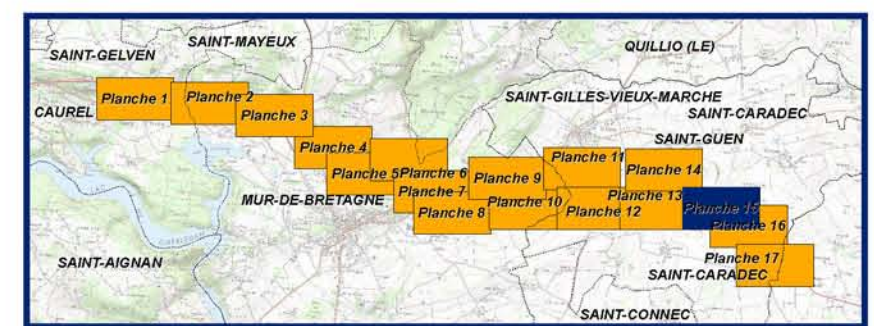 SAINT-GELVEN
SAINT-MAYEUX
QUILLIO (LE)
CAUREL
Planche 1
Planche 2
Planche 3
SAINT-GILLES-VIEUX-MARCHE
SAINT-CARADEC
SAINT-GUEN
Planche 4
Planche 5
Planche 6
Planche 7
Planche 8
Planche 9
Planche 10
Planche 11
Planche 12
Planche 13
Planche 14
Planche 15
Planche 16
Planche 17
MUR-DE-BRETAGNE
SAINT-AIGNAN
SAINT-CARADEC
SAINT-CONNEC